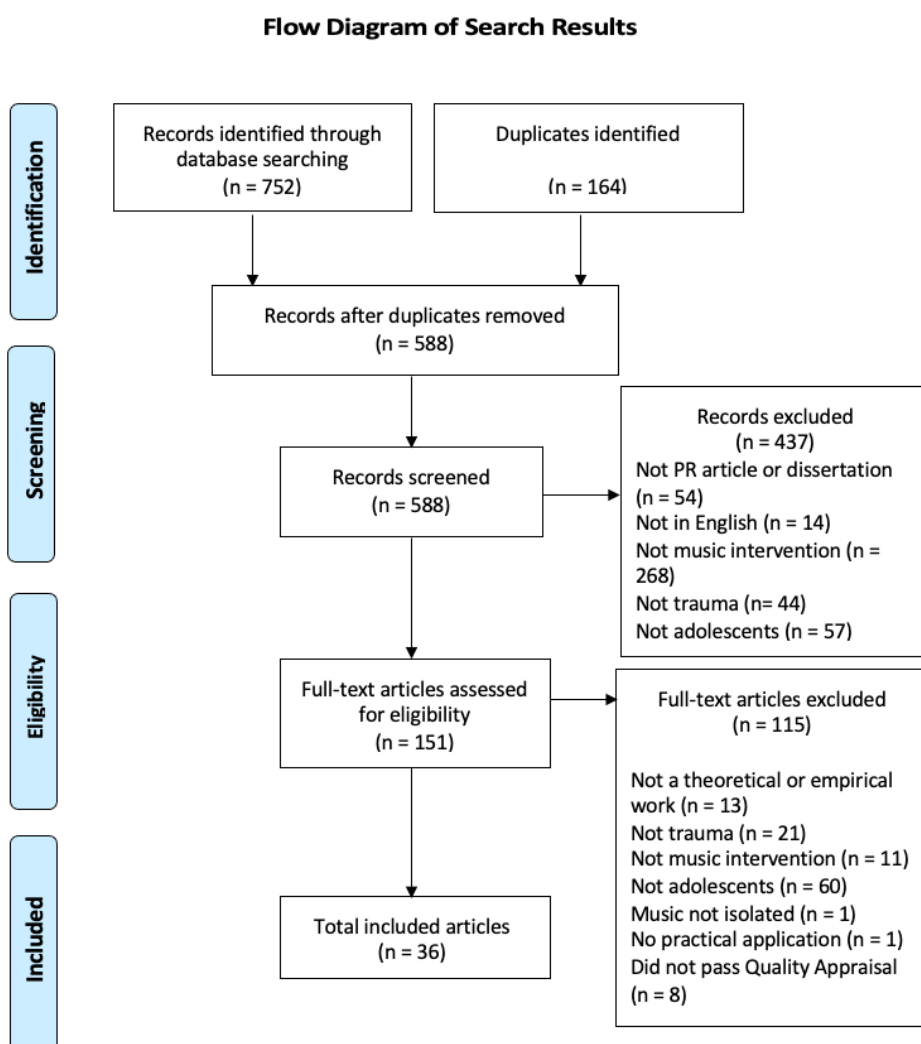 Flow Diagram of Search Results
Identification
Records identified through
database searching
(n = 752)
Duplicates identified
(n = 164)
Records after duplicates removed
(n = 588)
Screening
Records screened
(n = 588)
Records excluded
(n = 437)
Not PR article or dissertation
(n = 54)
Not in English (n = 14)
Not music intervention (n =
268)
Not trauma (n= 44)
Not adolescents (n = 57)
Eligibility
Full-text articles assessed
for eligibility
(n = 151)
Full-text articles excluded
(n = 115)
Not a theoretical or empirical
work (n = 13)
Not trauma (n = 21)
Not music intervention (n = 11)
Not adolescents (n = 60)
Music not isolated (n = 1)
No practical application (n = 1)
Did not pass Quality Appraisal
(n = 8)
Included
Total included articles
(n = 36)